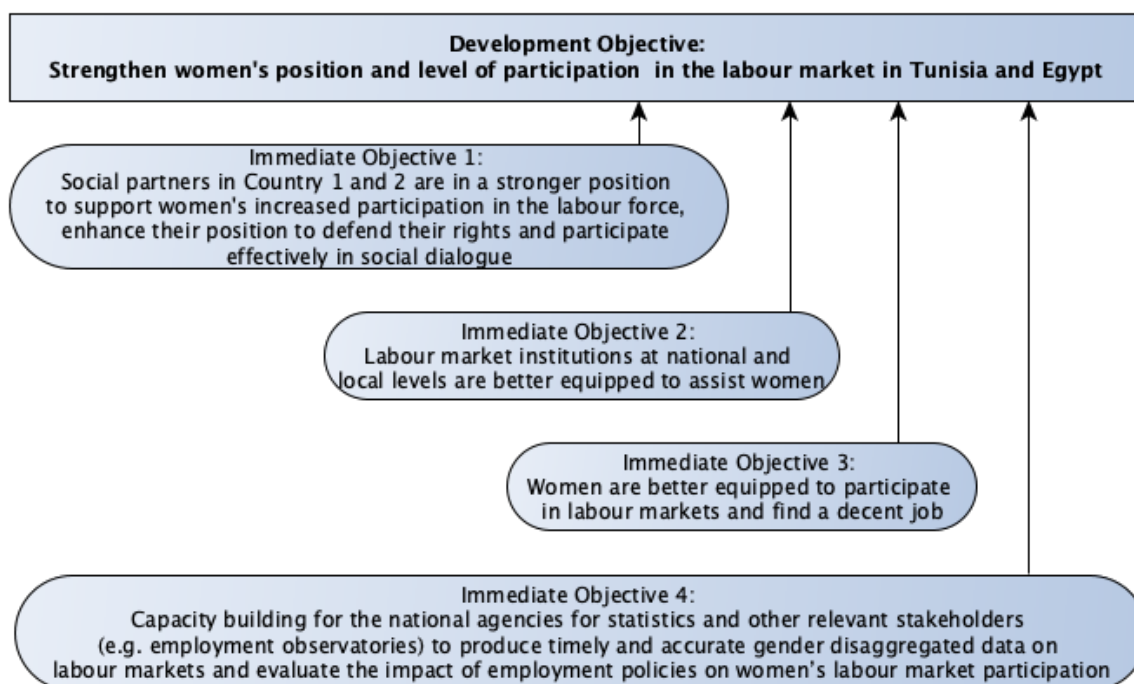 Development Objective:
Strengthen women's position and level of participation in the labour market in Tunisia and Egypt
Immediate Objective 1:
Social partners in Country 1 and 2 are in a stronger position
to support women's increased participation in the labour force,
enhance their position to defend their rights and participate
effectively in social dialogue
Immediate Objective 2:
Labour market institutions at national and
local levels are better equipped to assist women
Immediate Objective 3:
Women are better equipped to participate
in labour markets and find a decent job
Immediate Objective 4:
Capacity building for the national agencies for statistics and other relevant stakeholders
(e.g. employment observatories) to produce timely and accurate gender disaggregated data on
labour markets and evaluate the impact of employment policies on women’s labour market participation